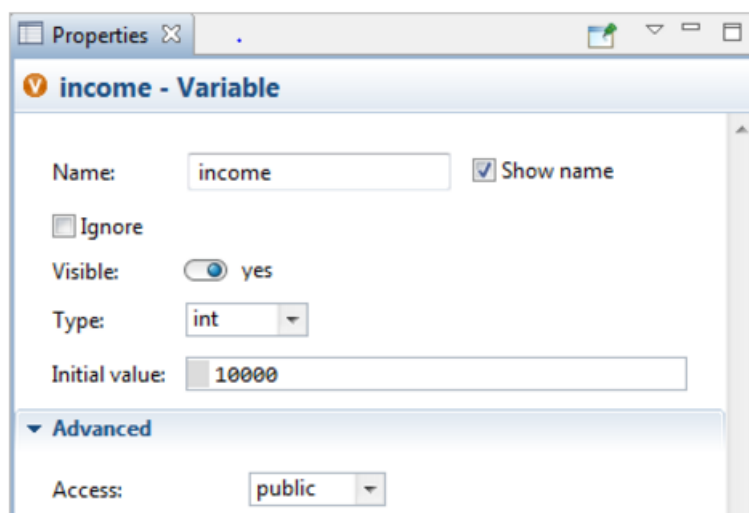 Properties
income - Variable
Name: income Show name
Ignore
Visible: yes
Type: int
Initial value: 10000
Advanced
Access: public